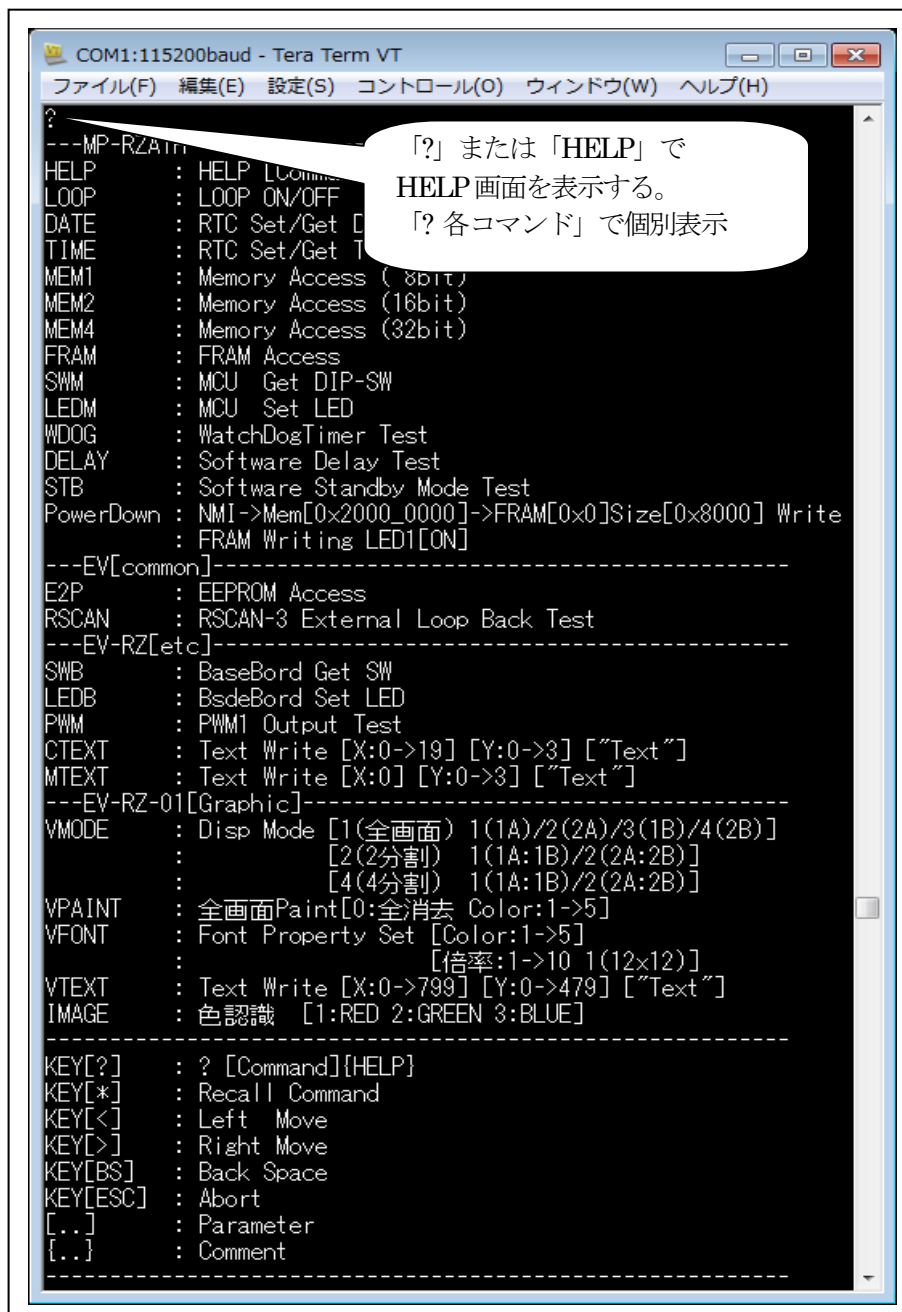 COM1:115200baud - Tera Term VT
ファイル(F) 編集(E) 設定(S) コントロール(O) ウィンドウ(W) ヘルプ(H)
?
「?」または「HELP」で
HELP画面を表示する。
「? 各コマンド」で個別表示
---MP-RZA1H
HELP : HELP [Comma
LOOP : LOOP ON/OFF
DATE : RTC Set/Get
TIME : RTC Set/Get
MEM1 : Memory Access ( 8bit)
MEM2 : Memory Access (16bit)
MEM4 : Memory Access (32bit)
FRAM : FRAM Access
SWM : MCU Get DIP-SW
LEDM : MCU Set LED
WDOG : WatchDogTimer Test
DELAY : Software Delay Test
STB : Software Standby Mode Test
PowerDown : NMI->Mem[0x2000_0000]->FRAM[0x0]Size[0x8000] Write
: FRAM Writing LED1[ON]
---EV[common]---------------------------------------------
E2P : EEPROM Access
RSCAN : RSCAN-3 External Loop Back Test
---EV-RZ[etc]---------------------------------------------
SWB : BaseBord Get SW
LEDB : BsdeBord Set LED
PWM : PWM1 Output Test
CTEXT : Text Write [X:0->19] [Y:0->3] ["Text"]
MTEXT : Text Write [X:0] [Y:0->3] ["Text"]
---EV-RZ-01[Graphic]--------------------------------------
VMODE : Disp Mode [1(全画面) 1(1A)/2(2A)/3(1B)/4(2B)]
: [2(2分割) 1(1A:1B)/2(2A:2B)]
: [4(4分割) 1(1A:1B)/2(2A:2B)]
VPAINT : 全画面Paint[0:全消去 Color:1->5]
VFONT : Font Property Set [Color:1->5]
: [倍率:1->10 1(12x12)]
VTEXT : Text Write [X:0->799] [Y:0->479] ["Text"]
IMAGE : 色認識 [1:RED 2:GREEN 3:BLUE]
----------------------------------------------------------
KEY[?] : ? [Command]{HELP}
KEY[*] : Recall Command
KEY[<] : Left Move
KEY[>] : Right Move
KEY[BS] : Back Space
KEY[ESC] : Abort
[..] : Parameter
{..} : Comment
----------------------------------------------------------